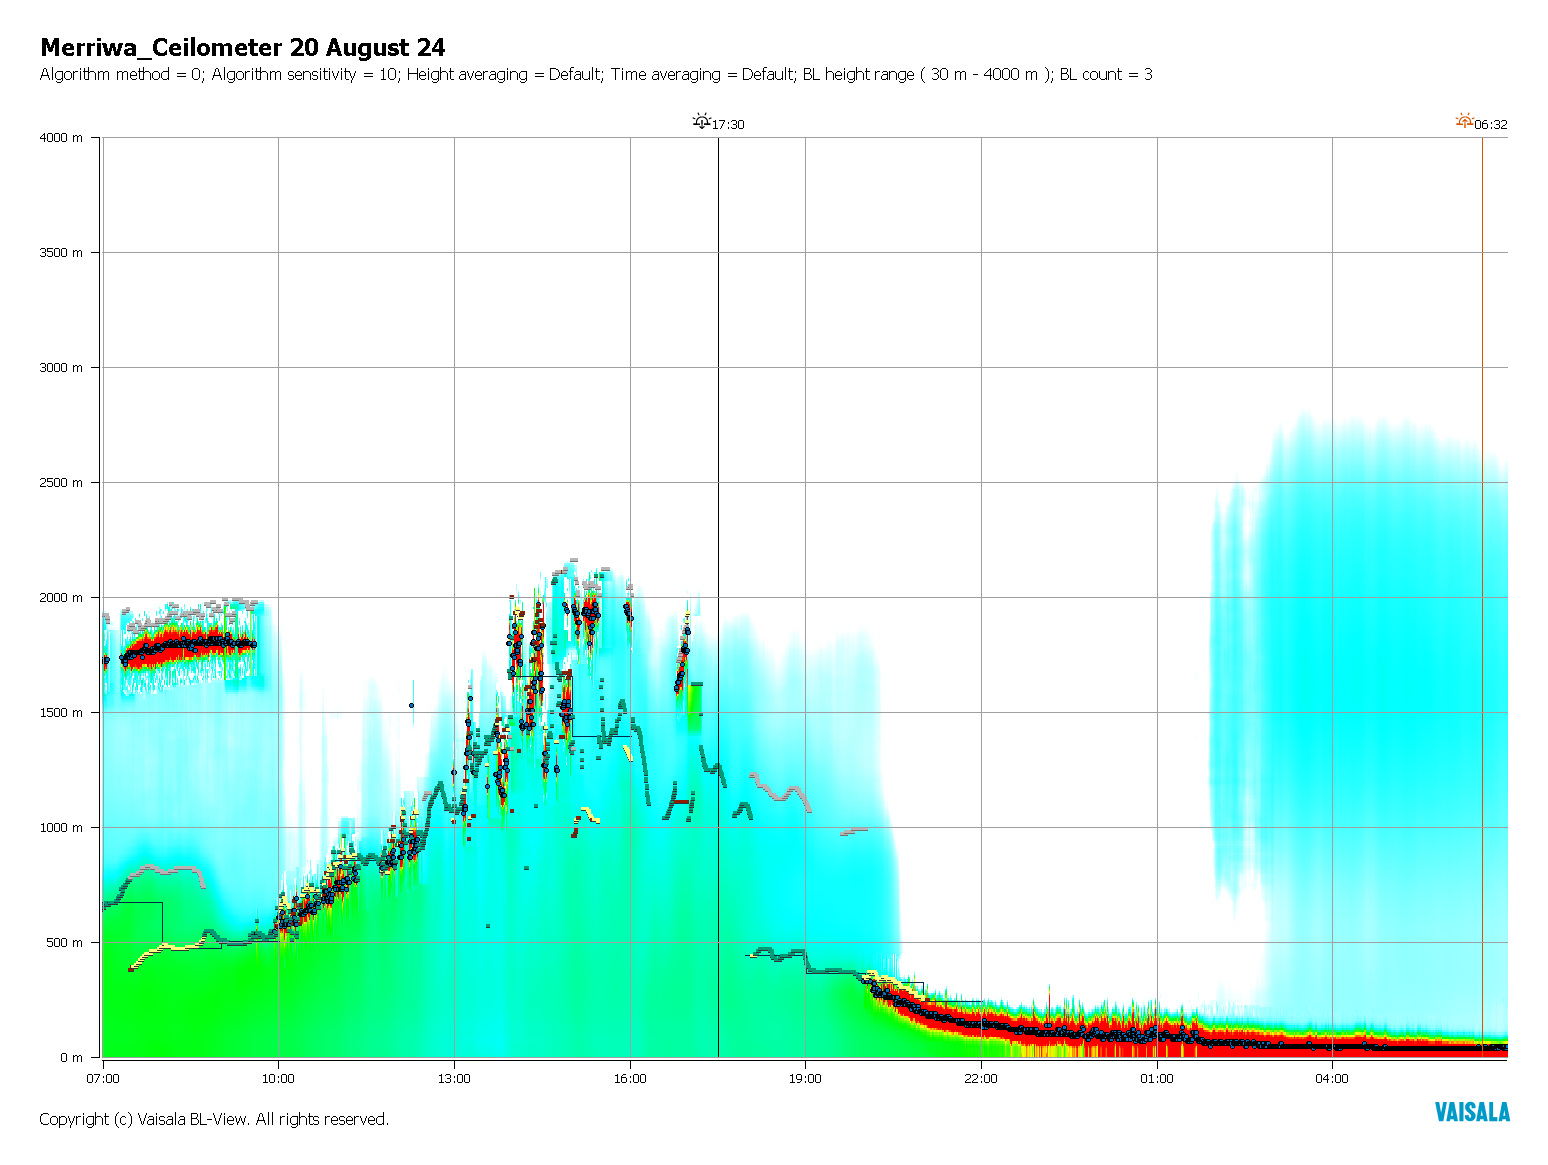 Merriwa_Ceilometer 20 August 24
Algorithm method = 0; Algorithm sensitivity = 10; Height averaging = Default; Time averaging = Default; BL height range ( 30 m - 4000 m ); BL count = 3
17:30
06:32
4000 m
3500 m
3000 m
2500 m
2000 m
1500 m
1000 m
500 m
0 m
07:00
10:00
13:00
16:00
19:00
22:00
01:00
04:00
Copyright (c) Vaisala BL-View. All rights reserved.
VAISALA